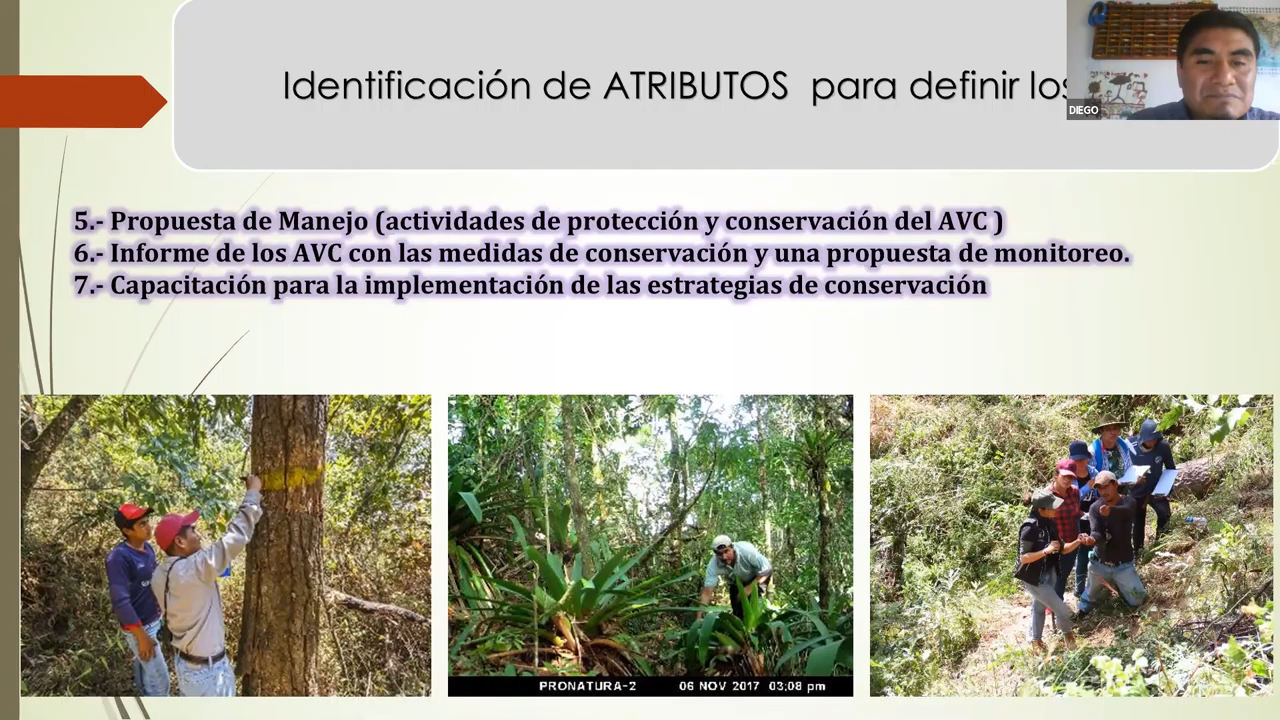 Identificación de ATRIBUTOS para definir los
DIEGO
5.- Propuesta de Manejo (actividades de protección y conservación del AVC )
6.- Informe de los AVC con las medidas de conservación y una propuesta de monitoreo.
7.- Capacitación para la implementación de las estrategias de conservación
PRONATURA-2 06 NOV 2017 03:08 pm